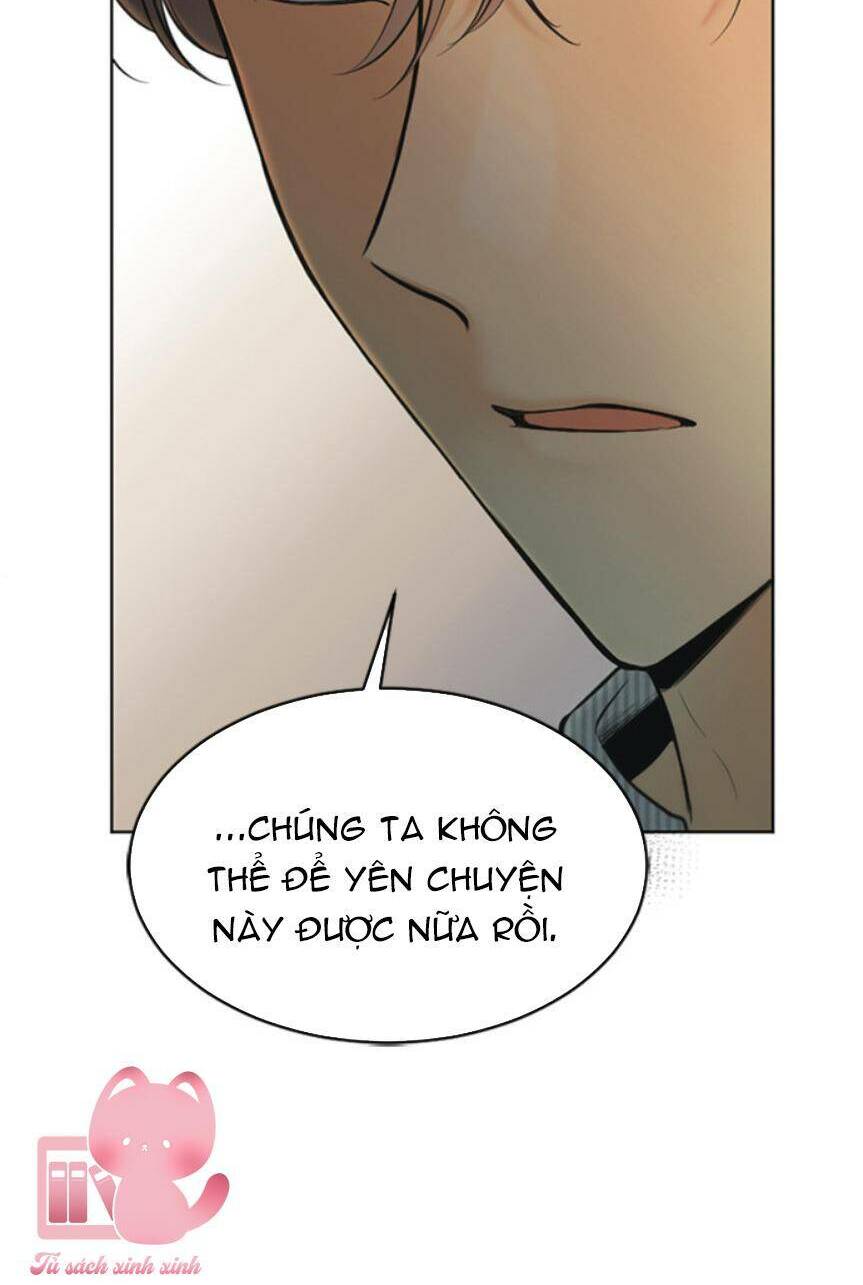 ...CHÚNG TA KHÔNG
THỂ ĐỂ YÊN CHUYỆN
NÀY ĐƯỢC NỮA RỒI.
Tủ sách xinh xinh